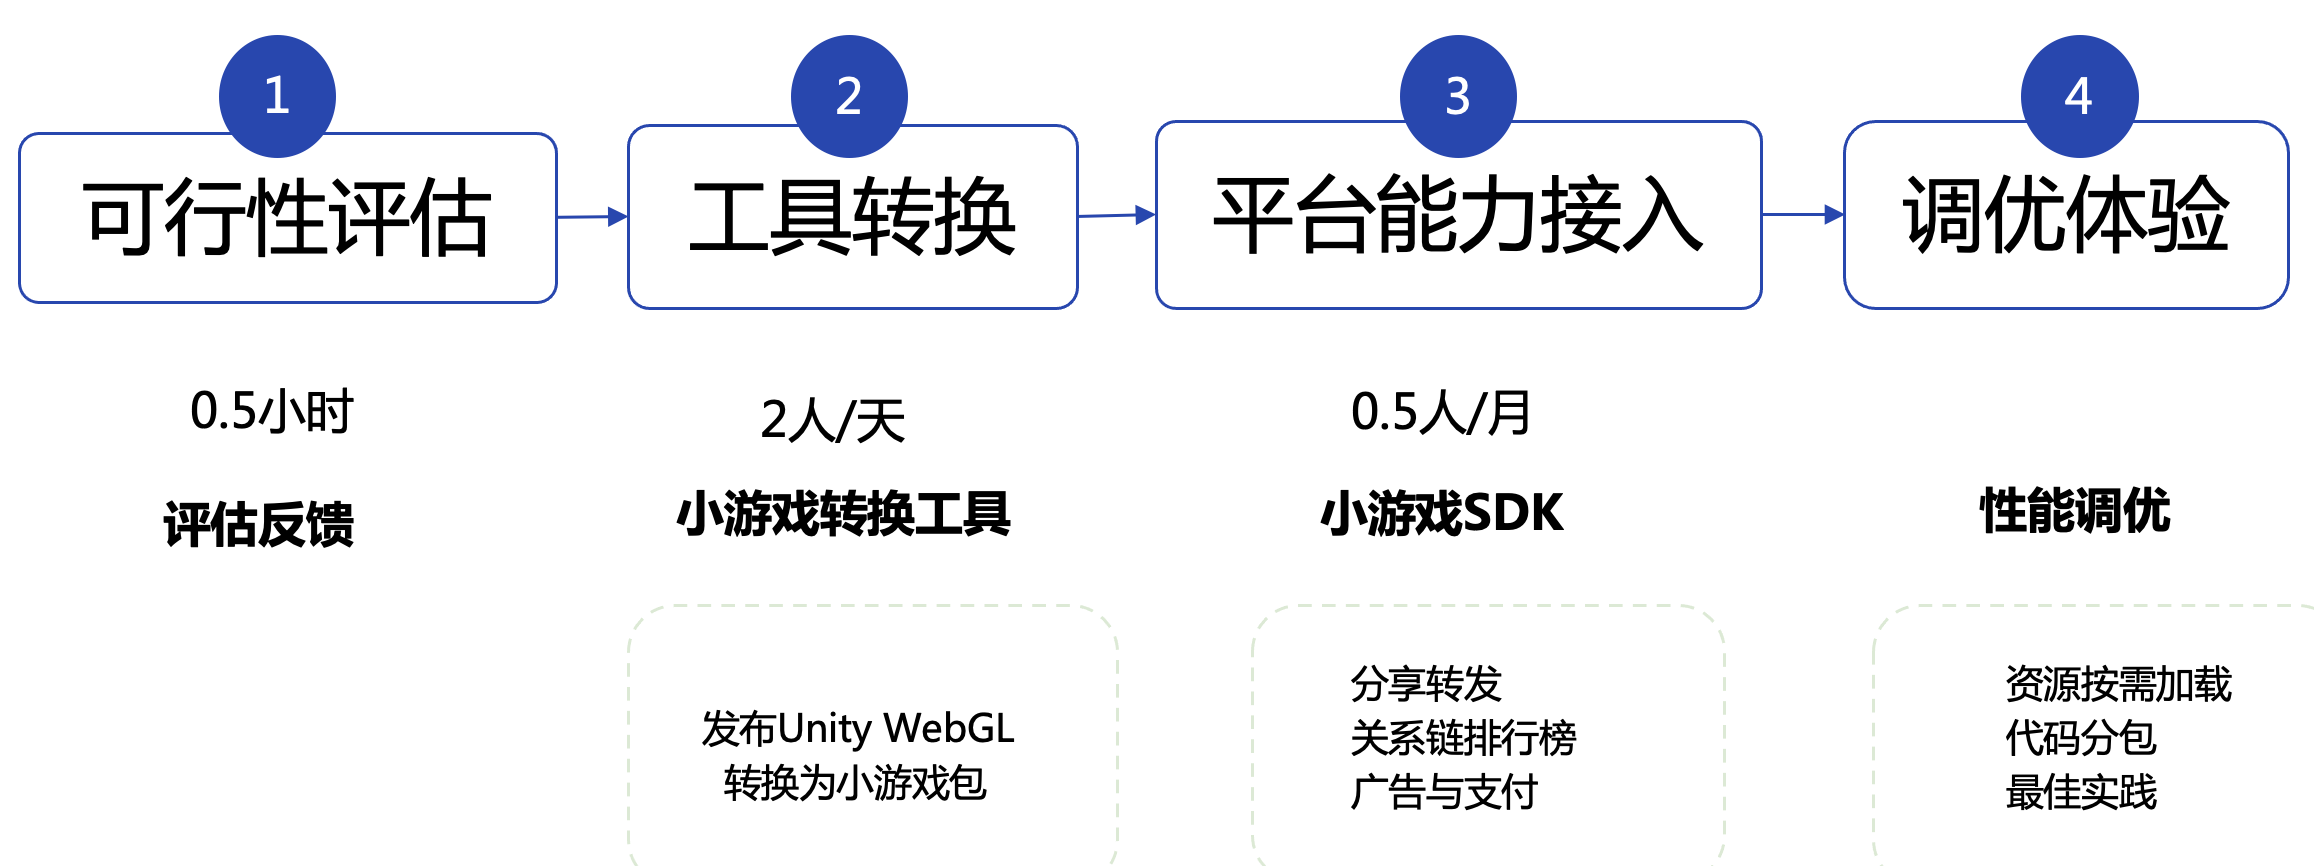 1
可行性评估
0.5小时
评估反馈
2
工具转换
2人/天
小游戏转换工具
发布Unity WebGL
转换为小游戏包
3
平台能力接入
0.5人/月
小游戏SDK
分享转发
关系链排行榜
广告与支付
4
调优体验
性能调优
资源按需加载
代码分包
最佳实践